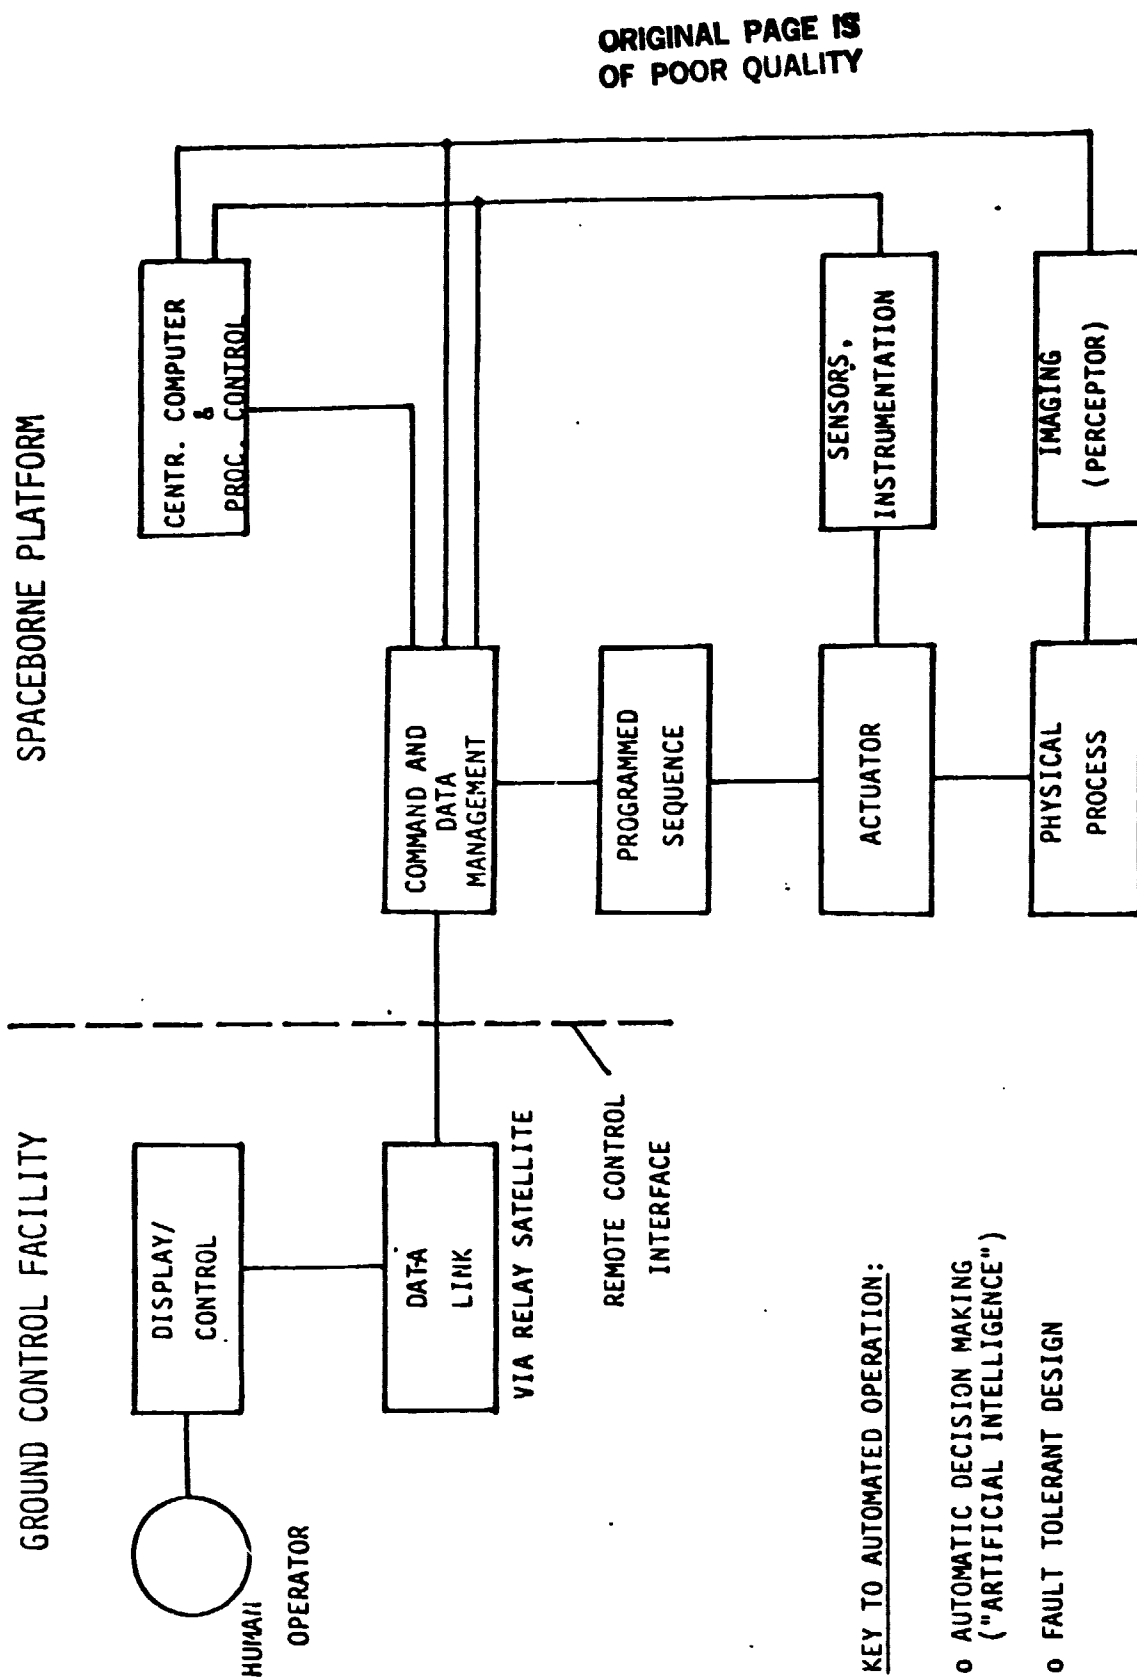 ORIGINAL PAGE IS
OF POOR QUALITY
GROUND CONTROL FACILITY
SPACEBORNE PLATFORM
HUMAN
OPERATOR
DISPLAY/
CONTROL
DATA
LINK
VIA RELAY SATELLITE
REMOTE CONTROL
INTERFACE
CENTR. COMPUTER
&
PROC. CONTROL
COMMAND AND
DATA
MANAGEMENT
PROGRAMMED
SEQUENCE
ACTUATOR
SENSORS,
INSTRUMENTATION
PHYSICAL
PROCESS
IMAGING
(PERCEPTOR)
KEY TO AUTOMATED OPERATION:
o AUTOMATIC DECISION MAKING
("ARTIFICIAL INTELLIGENCE")
o FAULT TOLERANT DESIGN